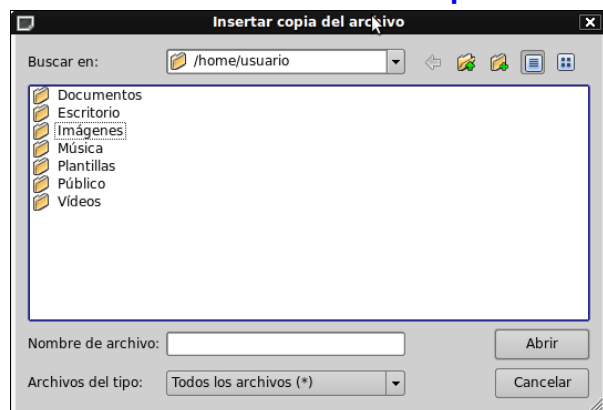 Insertar copia del archivo
Buscar en: /home/usuario
Documentos
Escritorio
Imágenes
Música
Plantillas
Público
Vídeos
Nombre de archivo: Abrir
Archivos del tipo: Todos los archivos (*) Cancelar